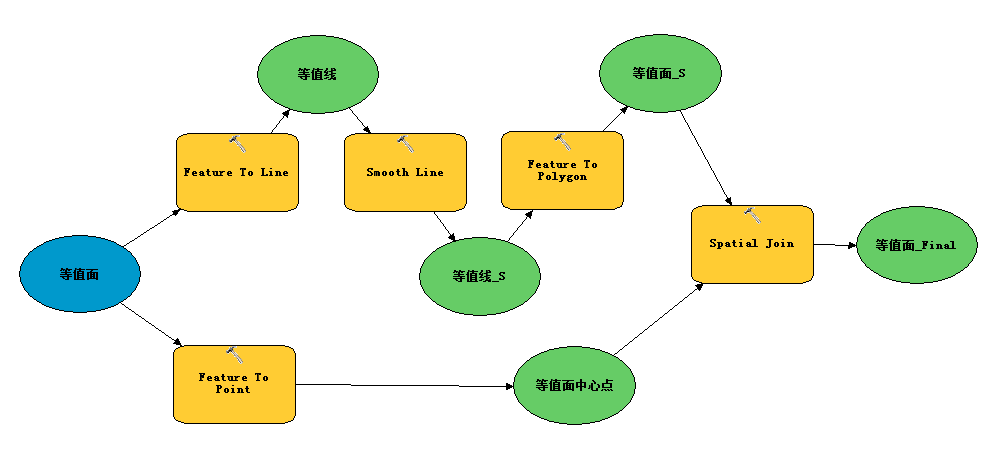 等值线
等值面_S
Feature To Line
Smooth Line
Feature To
Polygon
等值面
等值线_S
Spatial Join
等值面_Final
Feature To
Point
等值面中心点